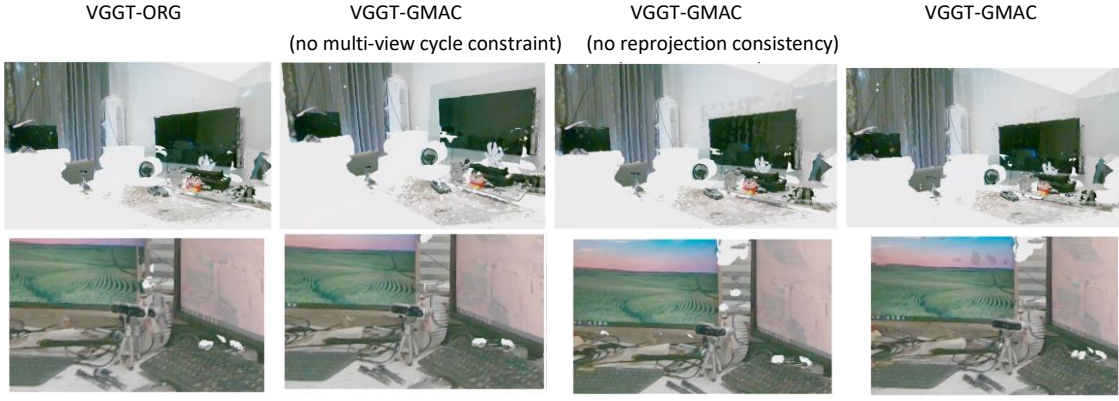 VGGT-ORG
VGGT-GMAC
(no multi-view cycle constraint)
VGGT-GMAC
(no reprojection consistency)
VGGT-GMAC